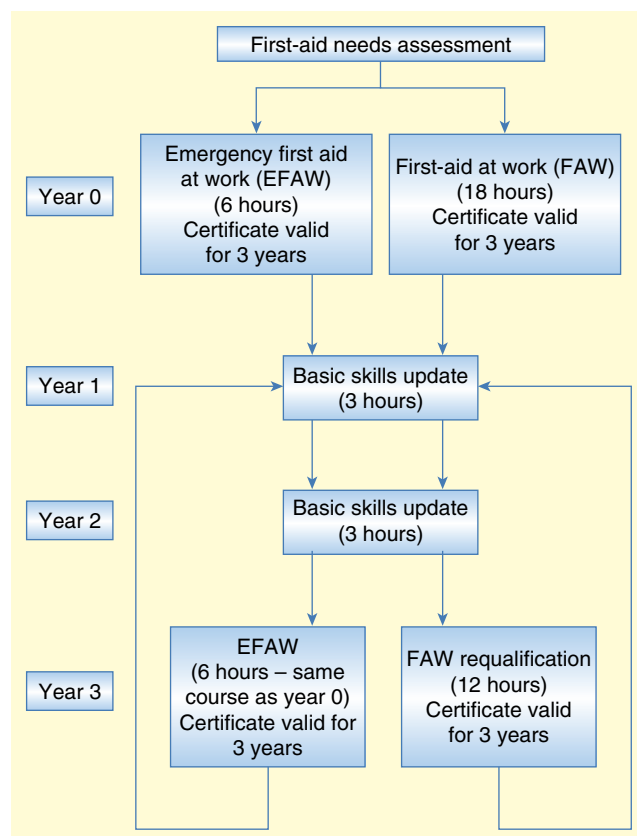 First-aid needs assessment
Year 0
Emergency first aid
at work (EFAW)
(6 hours)
Certificate valid
for 3 years
First-aid at work (FAW)
(18 hours)
Certificate valid
for 3 years
Year 1
Basic skills update
(3 hours)
Year 2
Basic skills update
(3 hours)
Year 3
EFAW
(6 hours – same
course as year 0)
Certificate valid for
3 years
FAW requalification
(12 hours)
Certificate valid
for 3 years